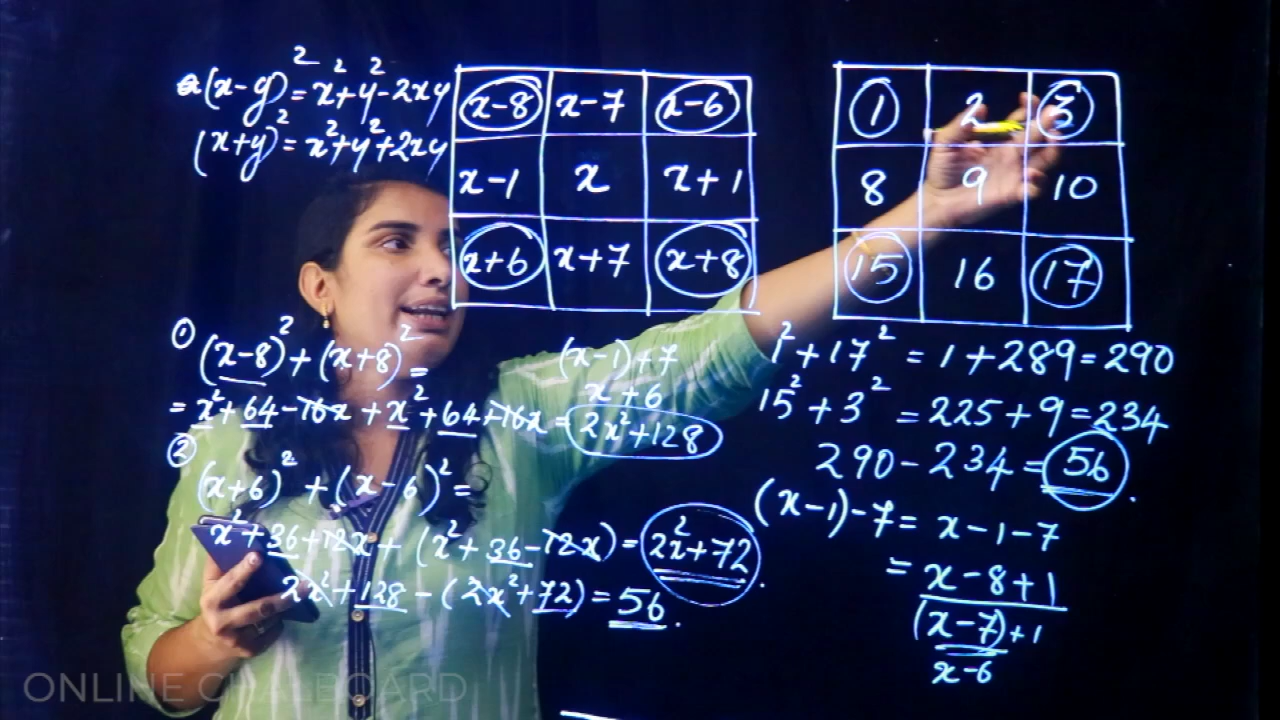 (x-y)² = x²+y²-2xy
(x+y)² = x²+y²+2xy
x-8 x-7 x-6
x-1 x x+1
x+6 x+7 x+8
1 2 3
8 9 10
15 16 17
① (x-8)² + (x+8)² =
= x²+64-16x + x²+64+16x = 2x²+128
② (x+6)² + (x-6)² =
x²+36+12x + (x²+36-12x) = 2x²+72
2x²+128 - (2x²+72) = 56.
(x-1)+7
x+6
1²+17² = 1+289=290
15²+3² = 225+9=234
290-234=56.
(x-1)-7 = x-1-7
= x-8+1
(x-7)+1
x-6
ONLINE CHALBOARD